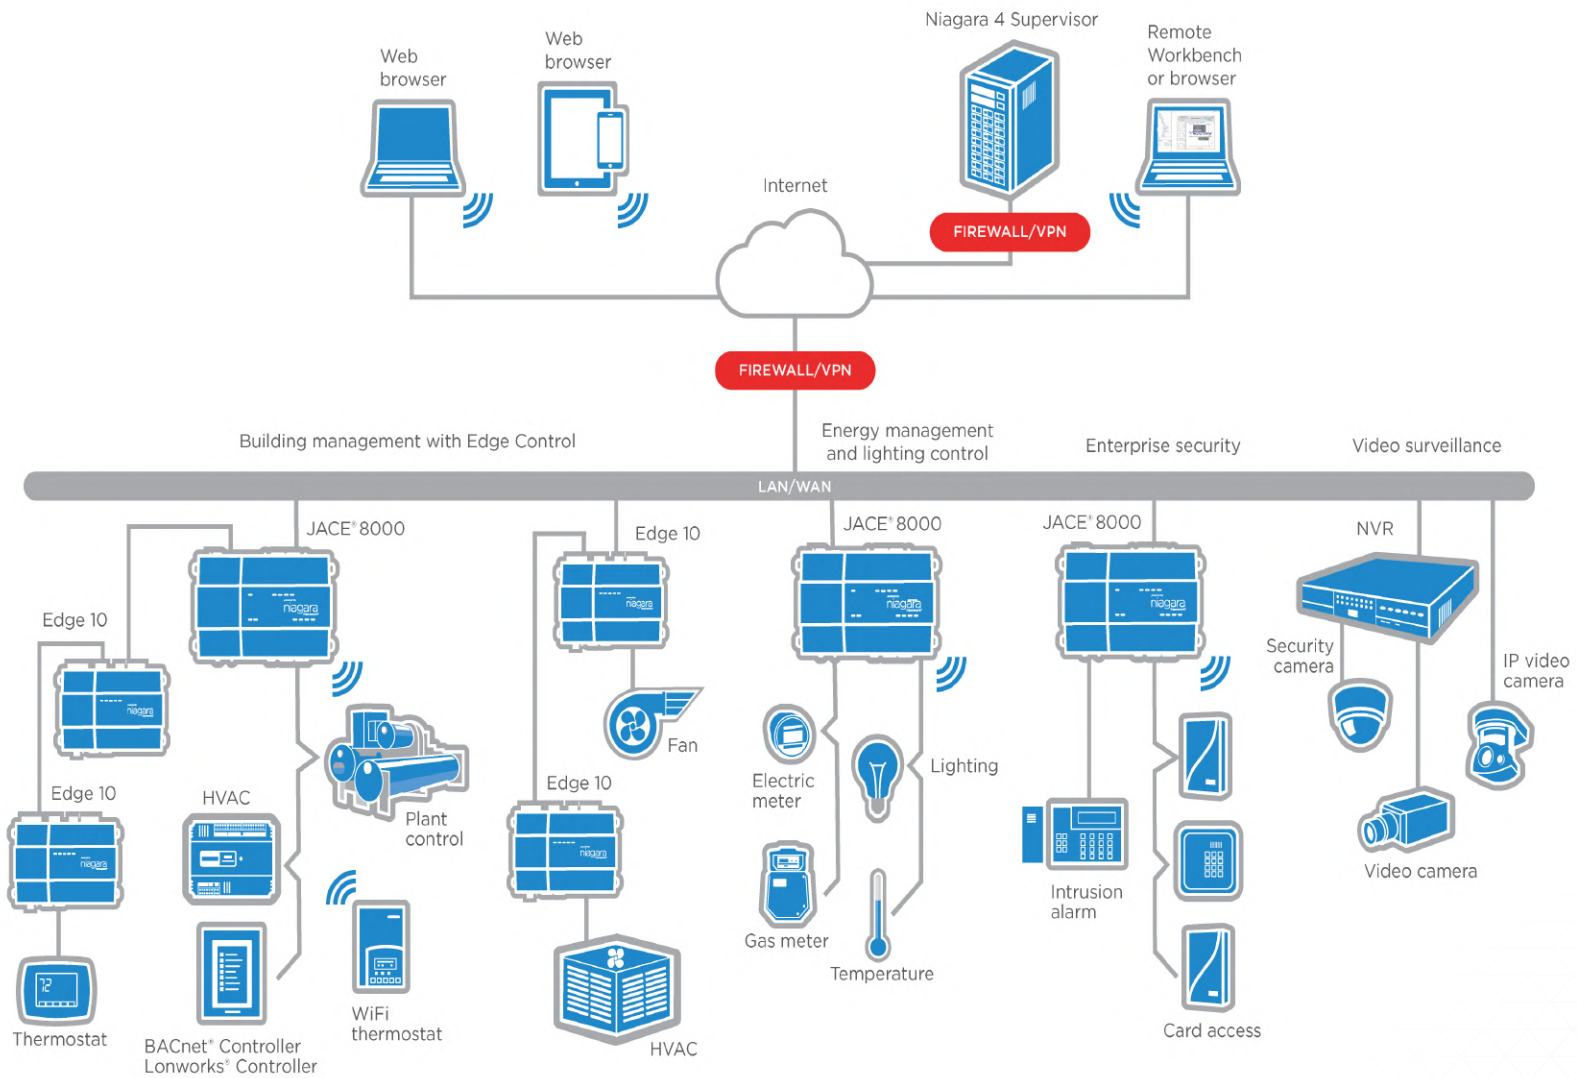 Niagara 4 Supervisor
Web
browser
Web
browser
Remote
Workbench
or browser
Internet
FIREWALL/VPN
FIREWALL/VPN
Building management with Edge Control
Energy management
and lighting control
Enterprise security
Video surveillance
LAN/WAN
JACE® 8000
Edge 10
JACE® 8000
JACE® 8000
NVR
niagara
niagara
niagara
niagara
Edge 10
niagara
Security
camera
IP video
camera
Fan
Edge 10
HVAC
Plant
control
Edge 10
Electric
meter
Lighting
niagara
niagara
Video camera
Intrusion
alarm
Gas meter
Temperature
72
Thermostat
BACnet® Controller
Lonworks® Controller
WiFi
thermostat
HVAC
Card access